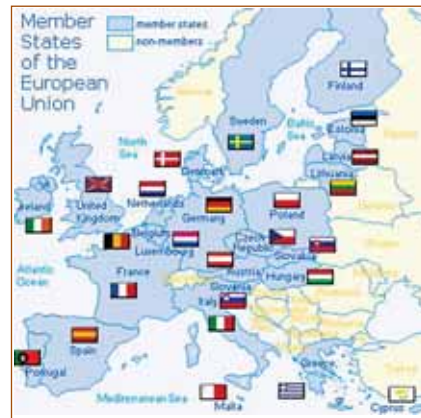 Member
States
of the
European
Union
member states
non-members
Finland
Sweden
Baltic
Sea
Estonia
Latvia
Lithuania
North
Sea
Denmark
Ireland
United
Kingdom
Netherlands
Germany
Poland
Belgium
Luxembourg
Czech
Republic
Slovakia
Atlantic
Ocean
France
Austria
Hungary
Slovenia
Italy
Spain
Portugal
Greece
Mediterranean Sea
Malta
Cyprus